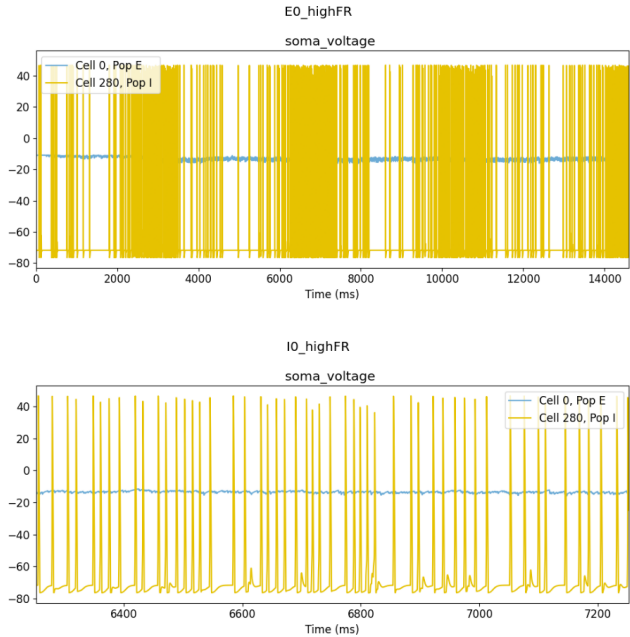 E0_highFR
soma_voltage
Cell 0, Pop E
Cell 280, Pop I
40
20
0
−20
−40
−60
−80
0 2000 4000 6000 8000 10000 12000 14000
Time (ms)
I0_highFR
soma_voltage
Cell 0, Pop E
Cell 280, Pop I
40
20
0
−20
−40
−60
−80
6400 6600 6800 7000 7200
Time (ms)